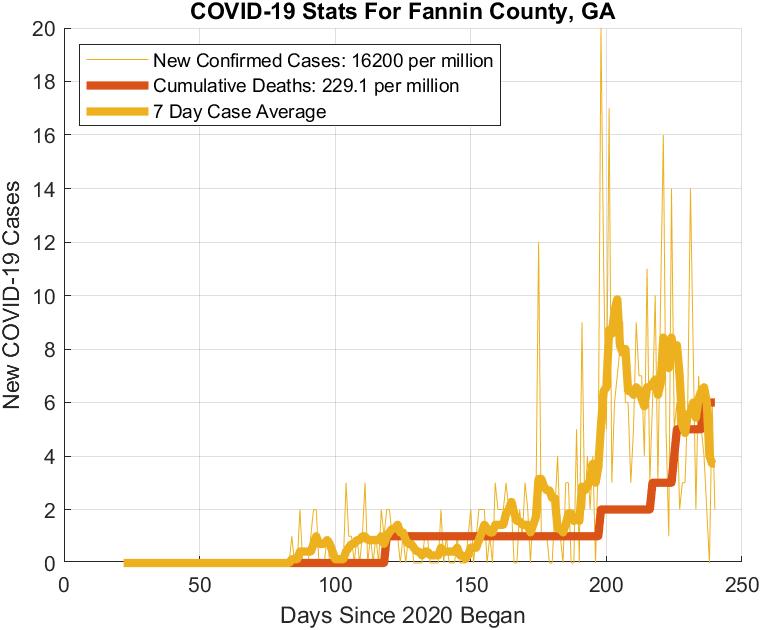 COVID-19 Stats For Fannin County, GA
New Confirmed Cases: 16200 per million
Cumulative Deaths: 229.1 per million
7 Day Case Average
New COVID-19 Cases
20
18
16
14
12
10
8
6
4
2
0
0 50 100 150 200 250
Days Since 2020 Began